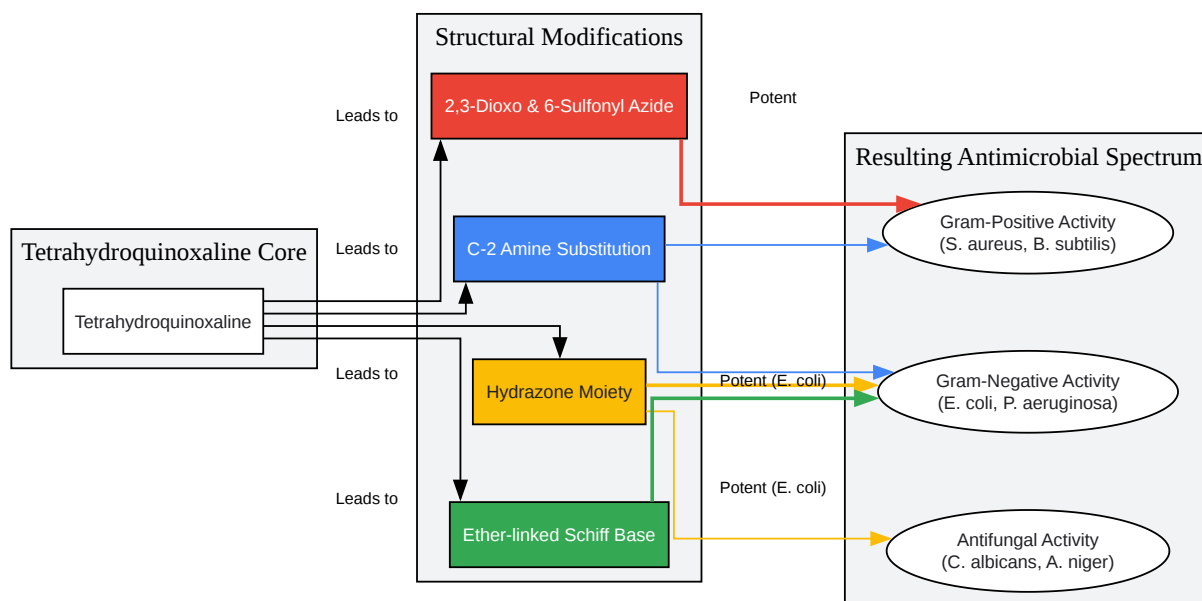 Structural Modifications
2,3-Dioxo & 6-Sulfonyl Azide
Potent
Leads to
Resulting Antimicrobial Spectrum
Gram-Positive Activity
(S. aureus, B. subtilis)
Leads to
C-2 Amine Substitution
Tetrahydroquinoxaline Core
Tetrahydroquinoxaline
Leads to
Hydrazone Moiety
Potent (E. coli)
Gram-Negative Activity
(E. coli, P. aeruginosa)
Leads to
Potent (E. coli)
Ether-linked Schiff Base
Antifungal Activity
(C. albicans, A. niger)